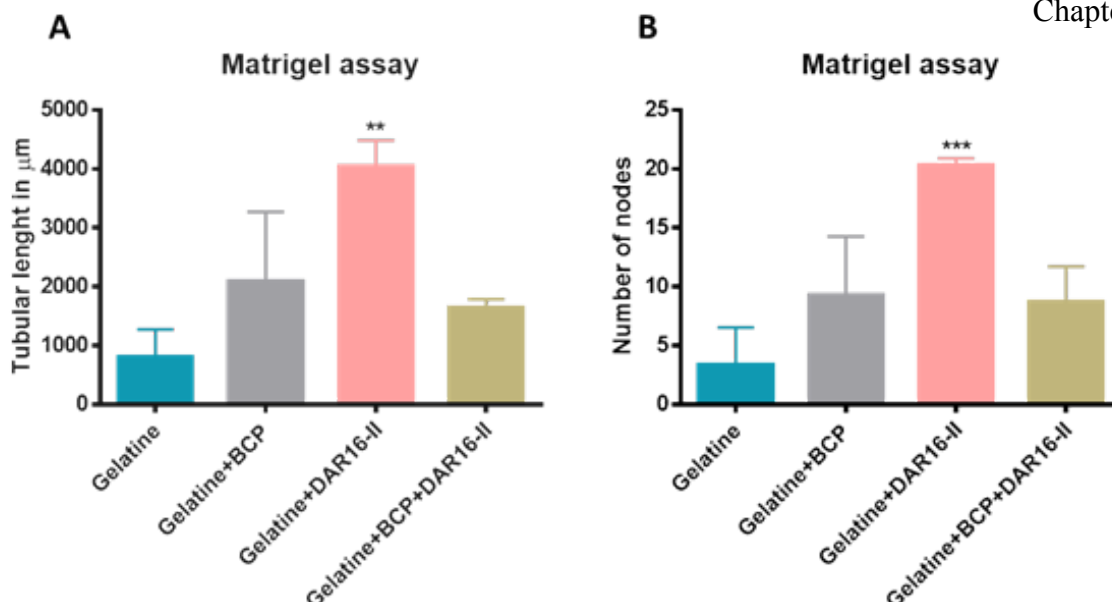 Chapte
A
Matrigel assay
Tubular lenght in μm
5000
4000
3000
2000
1000
0
**
Gelatine
Gelatine+BCP
Gelatine+DAR16-II
Gelatine+BCP+DAR16-II
B
Matrigel assay
Number of nodes
25
20
15
10
5
0
***
Gelatine
Gelatine+BCP
Gelatine+DAR16-II
Gelatine+BCP+DAR16-II